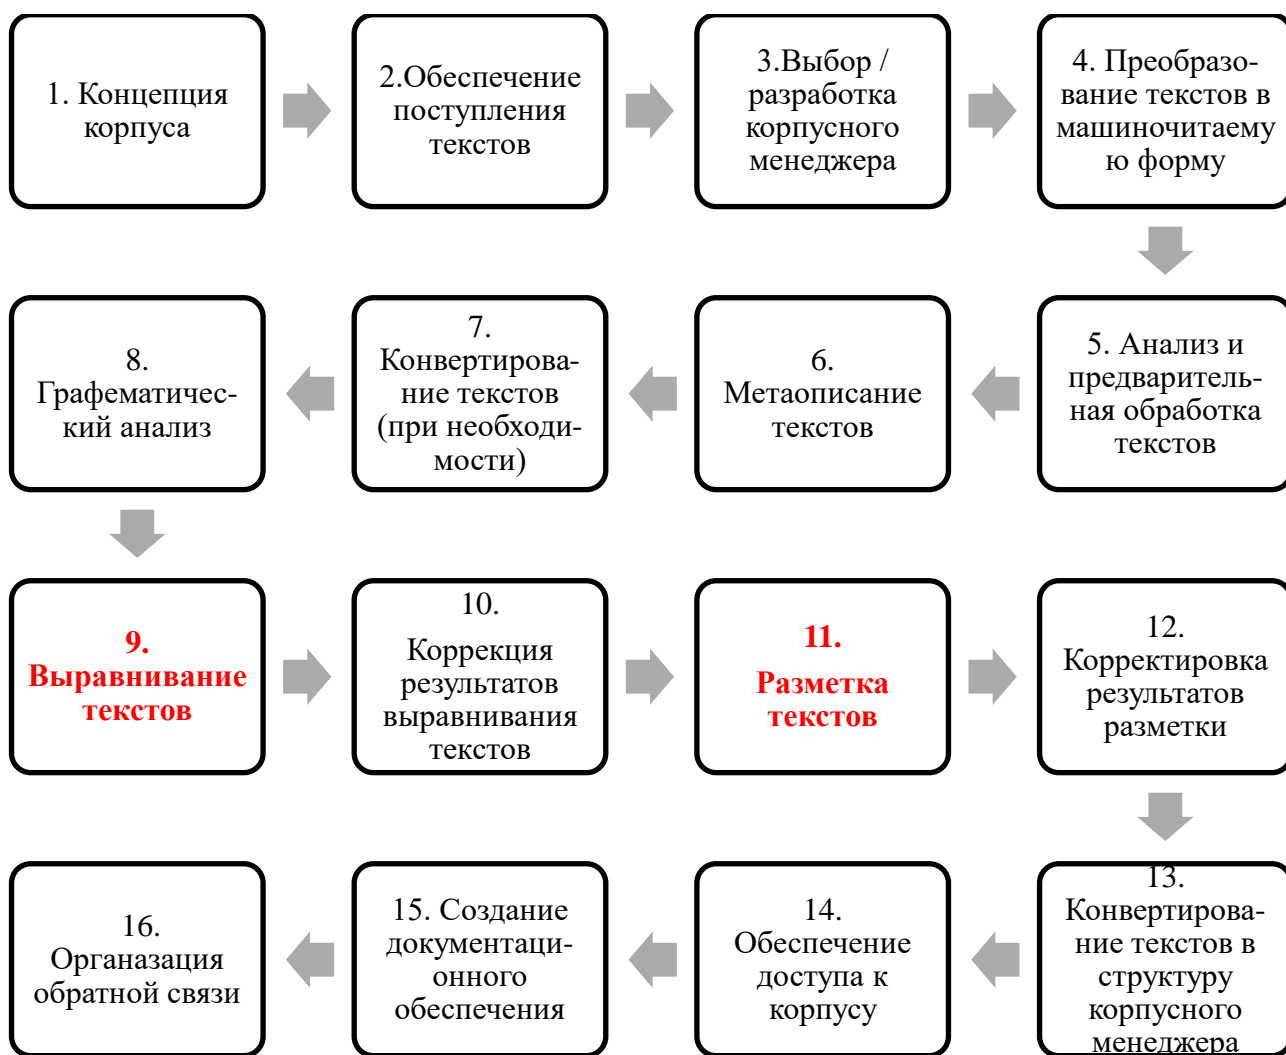 1. Концепция
корпуса
2.Обеспечение
поступления
текстов
3.Выбор /
разработка
корпусного
менеджера
4. Преобразо-
вание текстов в
машиночитаему
ю форму
5. Анализ и
предваритель-
ная обработка
текстов
6.
Метаописание
текстов
7.
Конвертирова-
ние текстов
(при необходи-
мости)
8.
Графематичес-
кий анализ
9.
Выравнивание
текстов
10.
Коррекция
результатов
выравнивания
текстов
11.
Разметка
текстов
12.
Корректировка
результатов
разметки
13.
Конвертирова-
ние текстов в
структуру
корпусного
менеджера
14.
Обеспечение
доступа к
корпусу
15. Создание
документаци-
онного
обеспечения
16.
Органазация
обратной связи